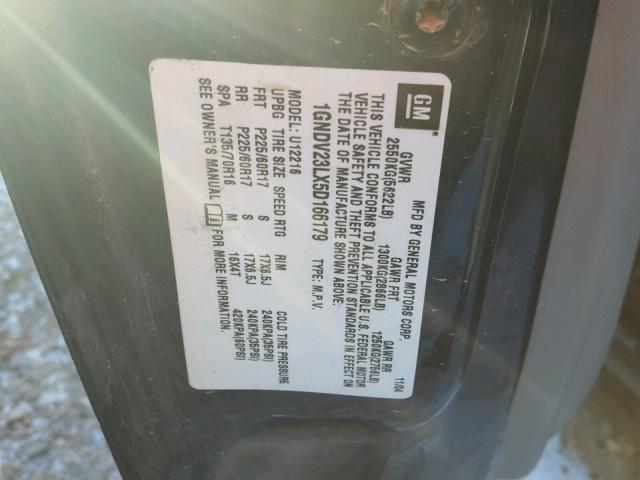 GM
MFD BY GENERAL MOTORS CORP. 11/04
GVWR GAWR FRT GAWR RR
2550KG(5622LB) 1300KG(2866LB) 1250KG(2756LB)
THIS VEHICLE CONFORMS TO ALL APPLICABLE U.S. FEDERAL MOTOR
VEHICLE SAFETY AND THEFT PREVENTION STANDARDS IN EFFECT ON
THE DATE OF MANUFACTURE SHOWN ABOVE.
1GNDV23LX5D166179 TYPE: M.P.V.
MODEL: U12216
UPBG TIRE SIZE SPEED RTG RIM COLD TIRE PRESSURE
FRT P225/60R17 S 17X6.5J 240KPA(35PSI)
RR P225/60R17 S 17X6.5J 240KPA(35PSI)
SPA T135/70R16 M 16X4T 420KPA(60PSI)
SEE OWNER'S MANUAL FOR MORE INFORMATION.